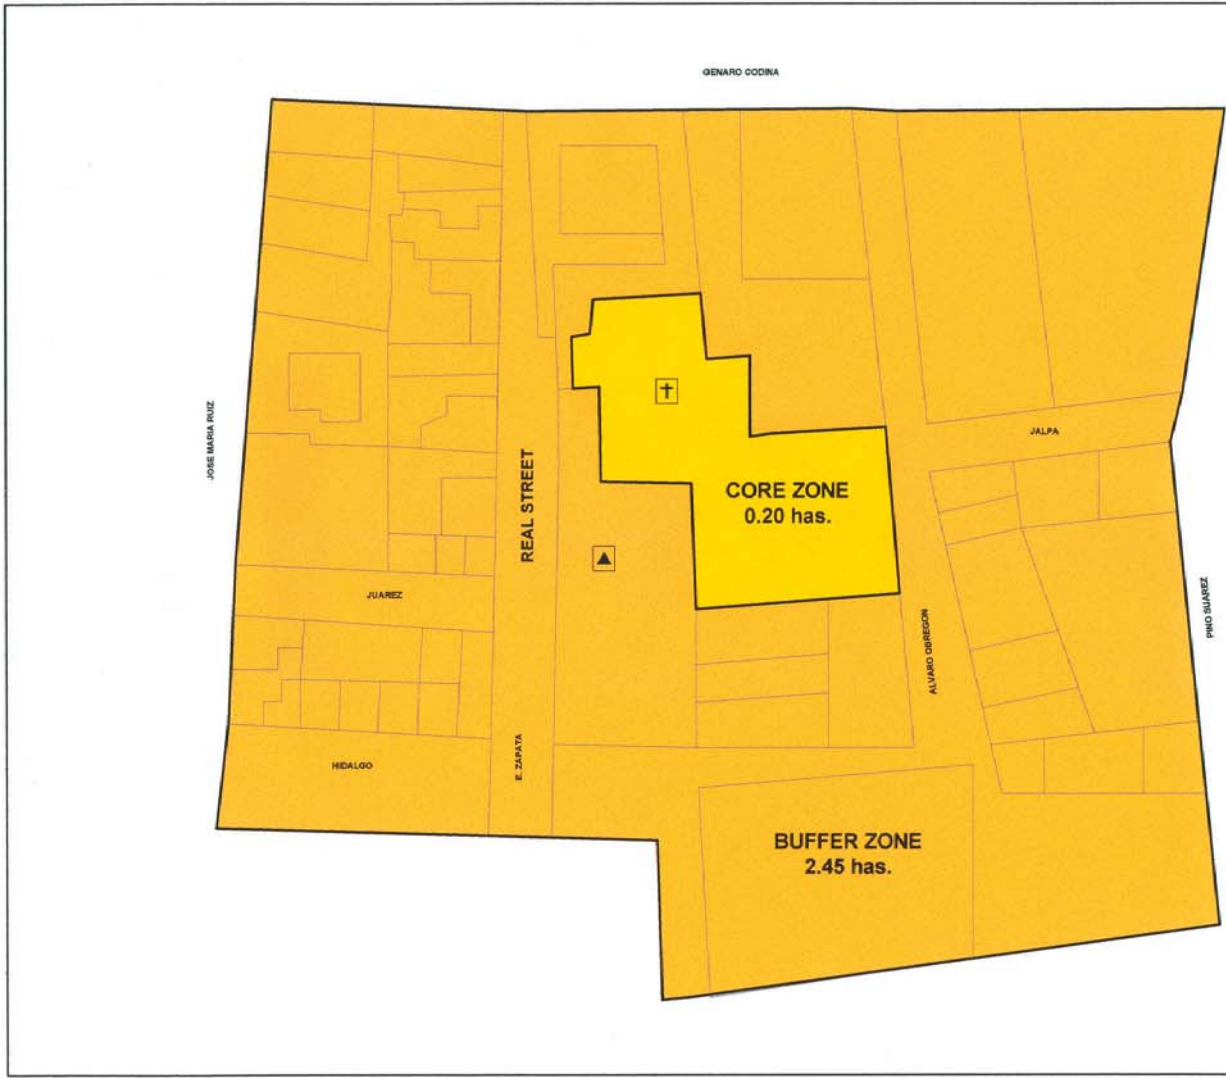 GENARO CODINA
JOSE MARIA RUIZ
REAL STREET
JALPA
CORE ZONE
0.20 has.
JUAREZ
PINO SUAREZ
ALVARO OBREGON
HIDALGO
E. ZAPATA
BUFFER ZONE
2.45 has.